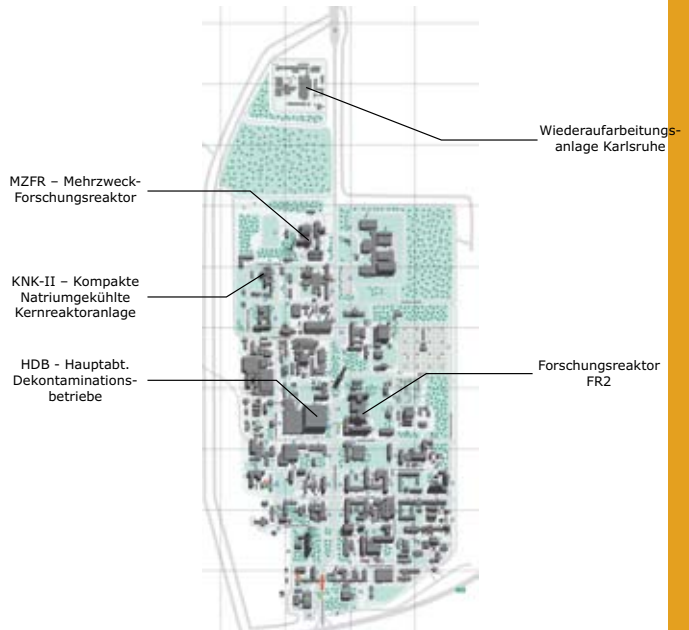 Wiederaufarbeitungs-
anlage Karlsruhe
MZFR – Mehrzweck-
Forschungsreaktor
KNK-II – Kompakte
Natriumgekühlte
Kernreaktoranlage
HDB - Hauptabt.
Dekontaminations-
betriebe
Forschungsreaktor
FR2